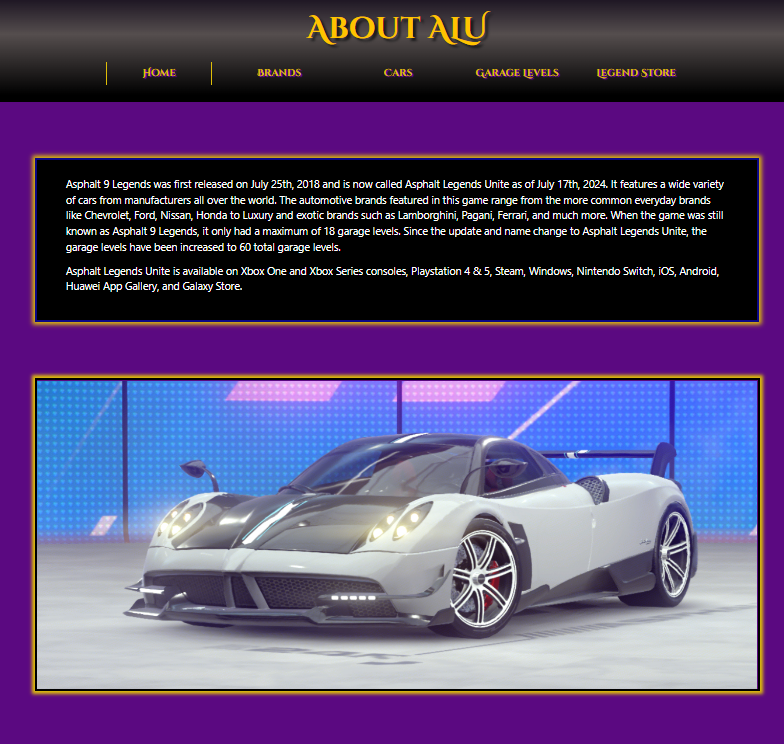 About ALU
Home Brands Cars Garage Levels Legend Store
Asphalt 9 Legends was first released on July 25th, 2018 and is now called Asphalt Legends Unite as of July 17th, 2024. It features a wide variety
of cars from manufacturers all over the world. The automotive brands featured in this game range from the more common everyday brands
like Chevrolet, Ford, Nissan, Honda to Luxury and exotic brands such as Lamborghini, Pagani, Ferrari, and much more. When the game was still
known as Asphalt 9 Legends, it only had a maximum of 18 garage levels. Since the update and name change to Asphalt Legends Unite, the
garage levels have been increased to 60 total garage levels.
Asphalt Legends Unite is available on Xbox One and Xbox Series consoles, Playstation 4 & 5, Steam, Windows, Nintendo Switch, iOS, Android,
Huawei App Gallery, and Galaxy Store.